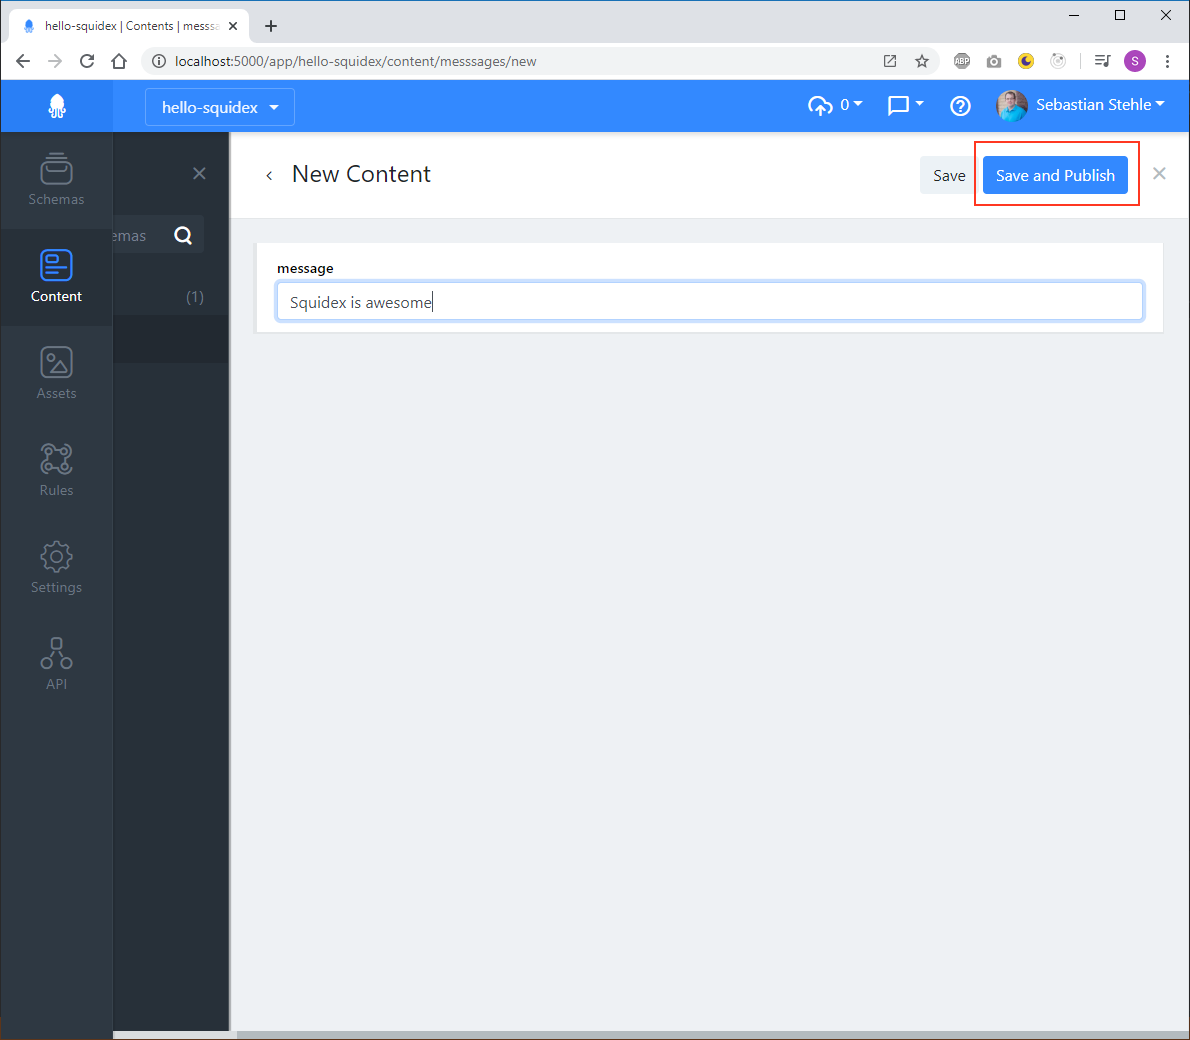 hello-squidex | Contents | messsa
localhost:5000/app/hello-squidex/content/messsages/new
ABP
S
hello-squidex
0
Sebastian Stehle
Schemas
Content
Assets
Rules
Settings
API
emas
(1)
New Content
Save
Save and Publish
message
Squidex is awesome